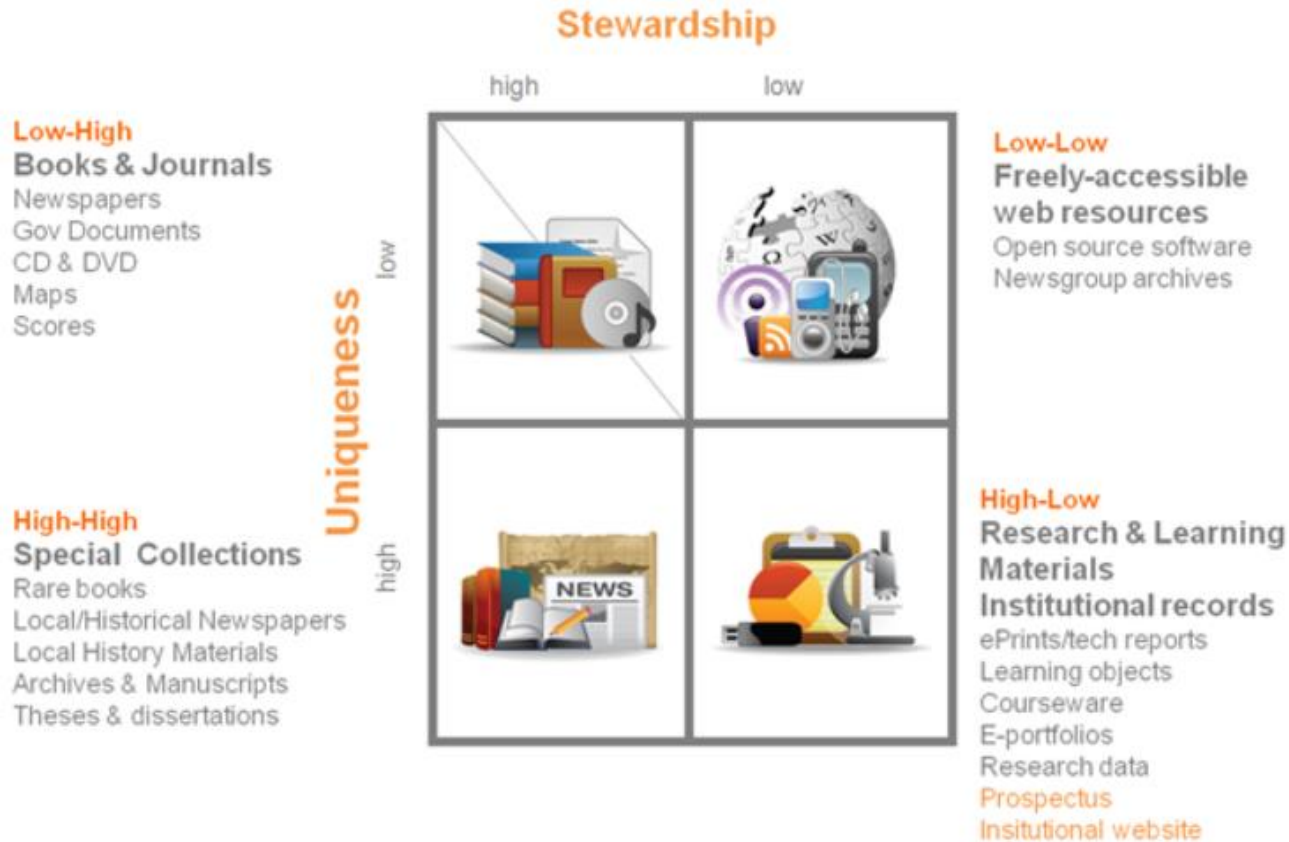 Stewardship
high
low
Low-High
Books & Journals
Newspapers
Gov Documents
CD & DVD
Maps
Scores
Low-Low
Freely-accessible
web resources
Open source software
Newsgroup archives
Uniqueness
low
high
W
NEWS
High-High
Special Collections
Rare books
Local/Historical Newspapers
Local History Materials
Archives & Manuscripts
Theses & dissertations
High-Low
Research & Learning
Materials
Institutional records
ePrints/tech reports
Learning objects
Courseware
E-portfolios
Research data
Prospectus
Insitutional website